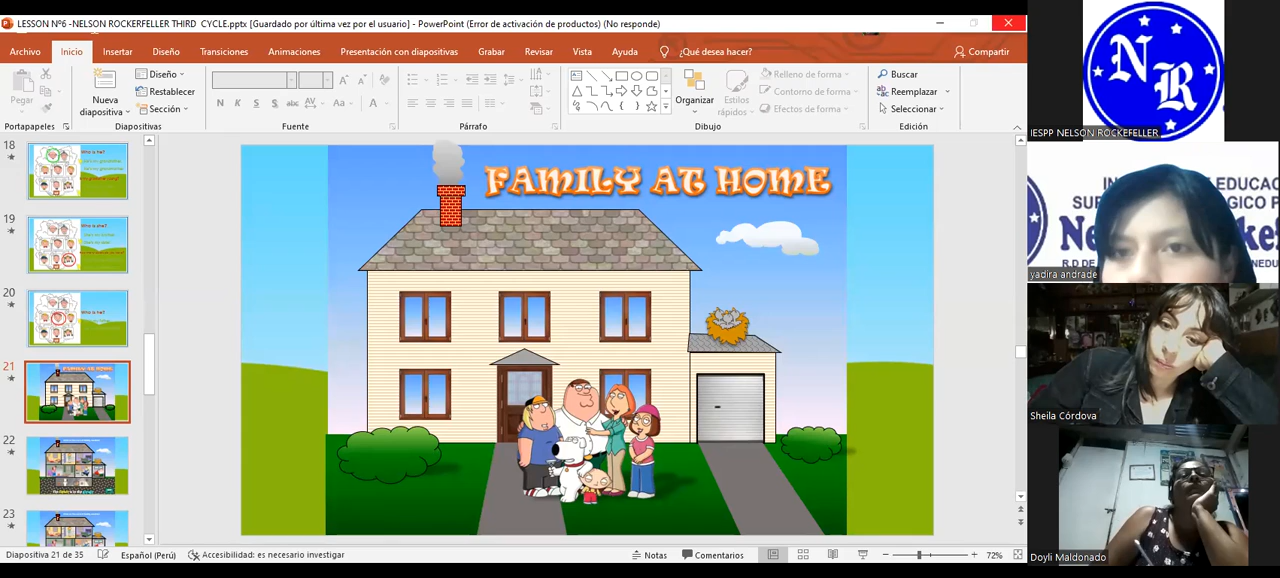 LESSON Nº6 -NELSON ROCKERFELLER THIRD CYCLE.pptx [Guardado por última vez por el usuario] - PowerPoint (Error de activación de productos) (No responde)
Archivo Inicio Insertar Diseño Transiciones Animaciones Presentación con diapositivas Grabar Revisar Vista Ayuda ¿Qué desea hacer? Compartir
Pegar
Nueva diapositiva
Diseño
Restablecer
Sección
N K S S abc AV Aa A
Organizar
Estilos rápidos
Relleno de forma
Contorno de forma
Efectos de forma
Buscar
Reemplazar
Seleccionar
Portapapeles Diapositivas Fuente Párrafo Dibujo Edición
18
19
20
21
22
23
FAMILY AT HOME
Diapositiva 21 de 35 Español (Perú) Accesibilidad: es necesario investigar Notas Comentarios 72%
NR
IESPP NELSON ROCKEFELLER
yadira andrade
Sheila Córdova
Doyli Maldonado